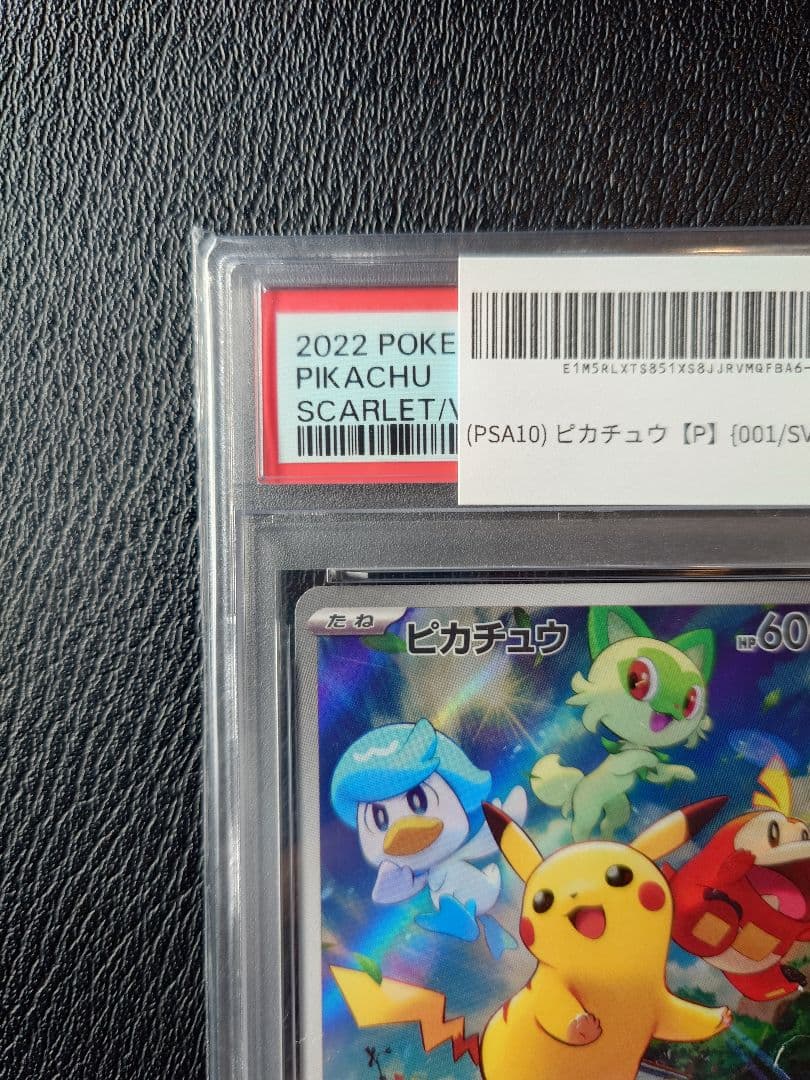 2022 POKE
PIKACHU
SCARLET/V
E1M5RLXTS851XS8JJRVMQFBA6-
(PSA10) ピカチュウ【P】{001/SV
たね
ピカチュウ
HP60